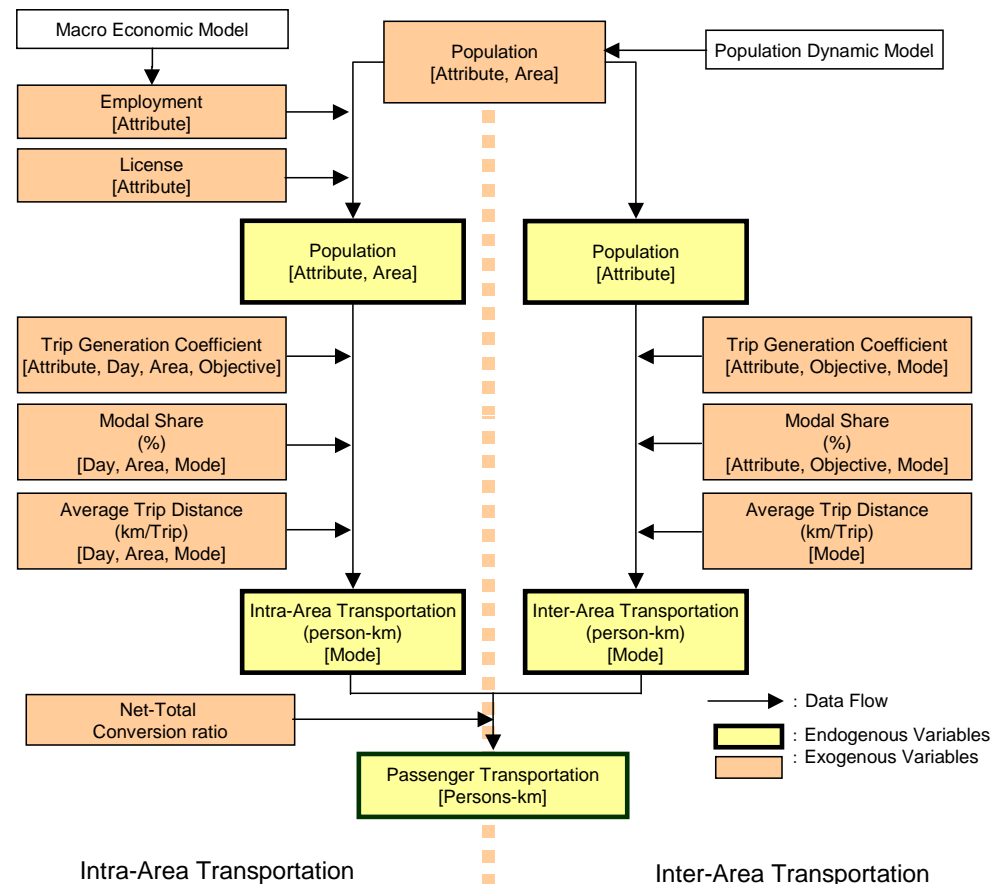 Macro Economic Model
Population
[Attribute, Area]
Population Dynamic Model
Employment
[Attribute]
License
[Attribute]
Population
[Attribute, Area]
Population
[Attribute]
Trip Generation Coefficient
[Attribute, Day, Area, Objective]
Trip Generation Coefficient
[Attribute, Objective, Mode]
Modal Share
(%)
[Day, Area, Mode]
Modal Share
(%)
[Attribute, Objective, Mode]
Average Trip Distance
(km/Trip)
[Day, Area, Mode]
Average Trip Distance
(km/Trip)
[Mode]
Intra-Area Transportation
(person-km)
[Mode]
Inter-Area Transportation
(person-km)
[Mode]
Net-Total
Conversion ratio
: Data Flow
: Endogenous Variables
: Exogenous Variables
Passenger Transportation
[Persons-km]
Intra-Area Transportation
Inter-Area Transportation